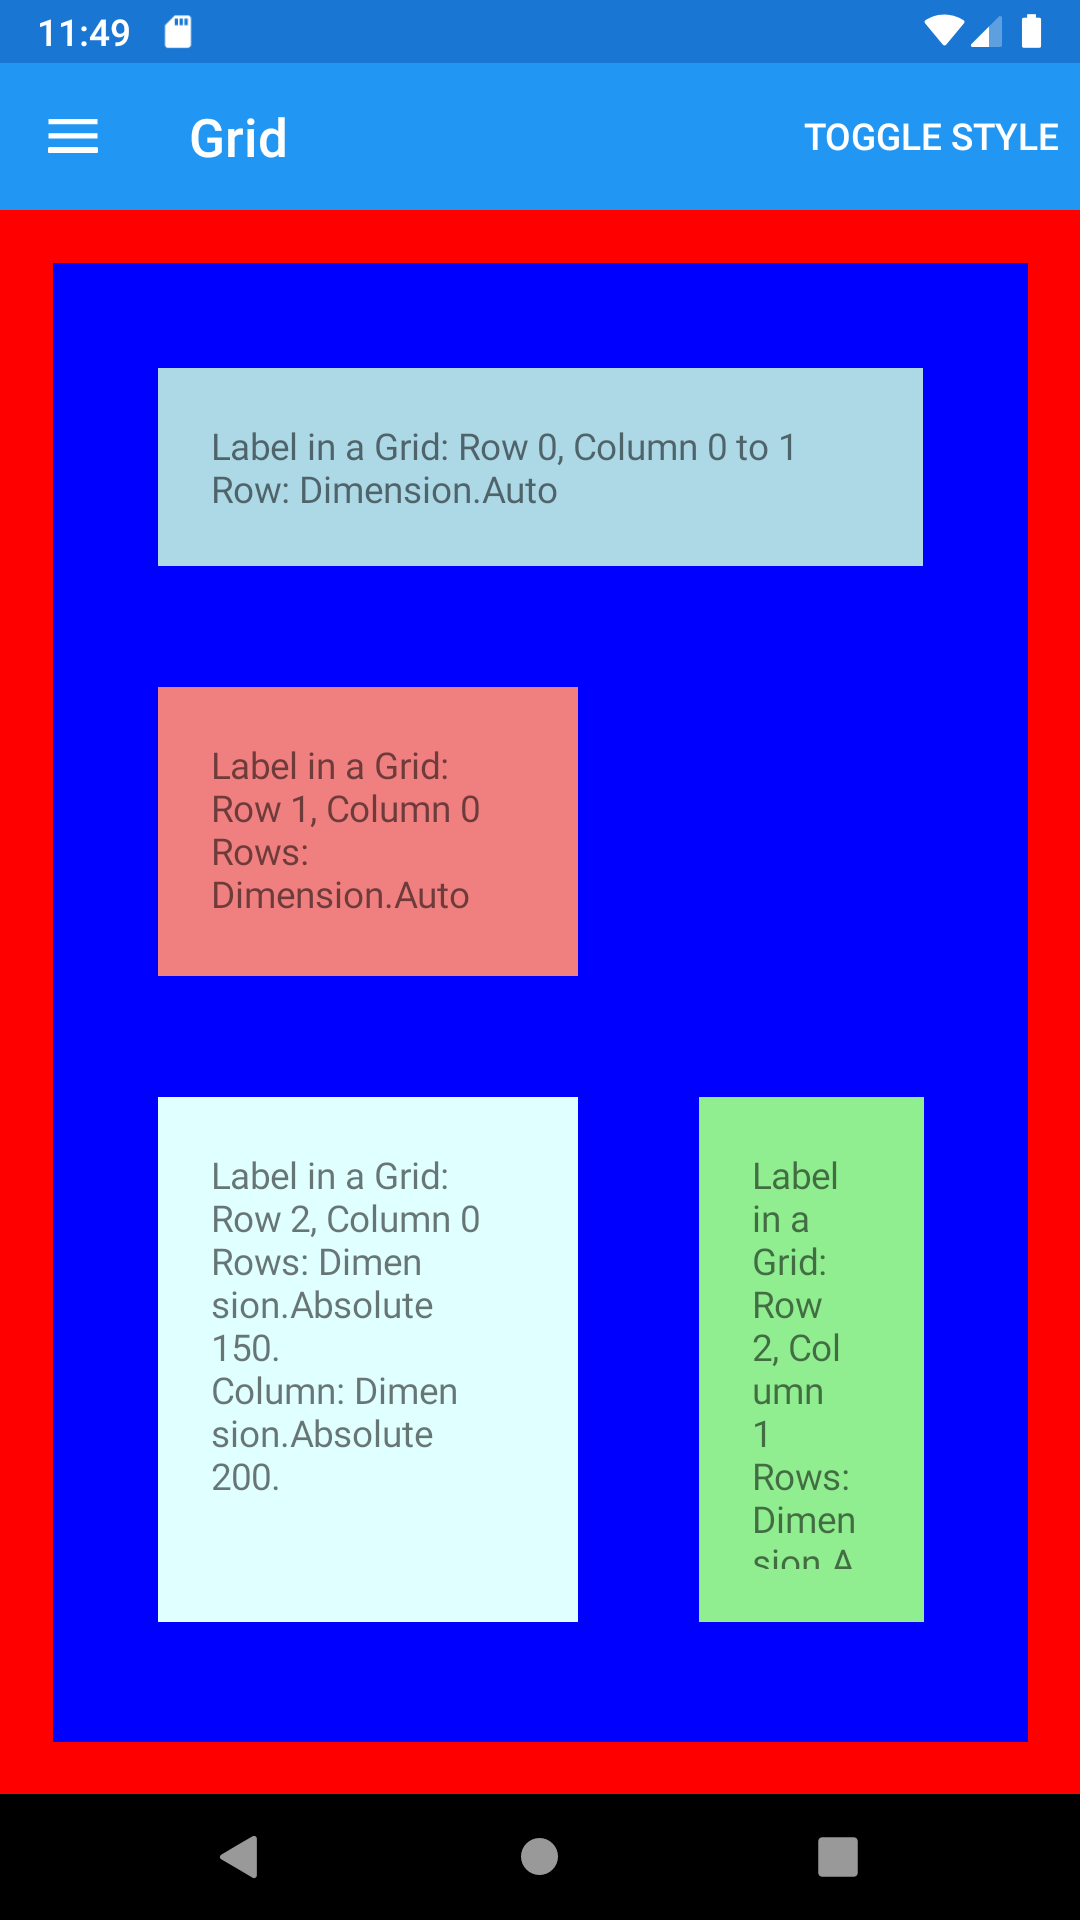 11:49
Grid
TOGGLE STYLE
Label in a Grid: Row 0, Column 0 to 1
Row: Dimension.Auto
Label in a Grid:
Row 1, Column 0
Rows:
Dimension.Auto
Label in a Grid:
Row 2, Column 0
Rows: Dimen
sion.Absolute
150.
Column: Dimen
sion.Absolute
200.
Label
in a
Grid:
Row
2, Col
umn
1
Rows:
Dimen
sion.A